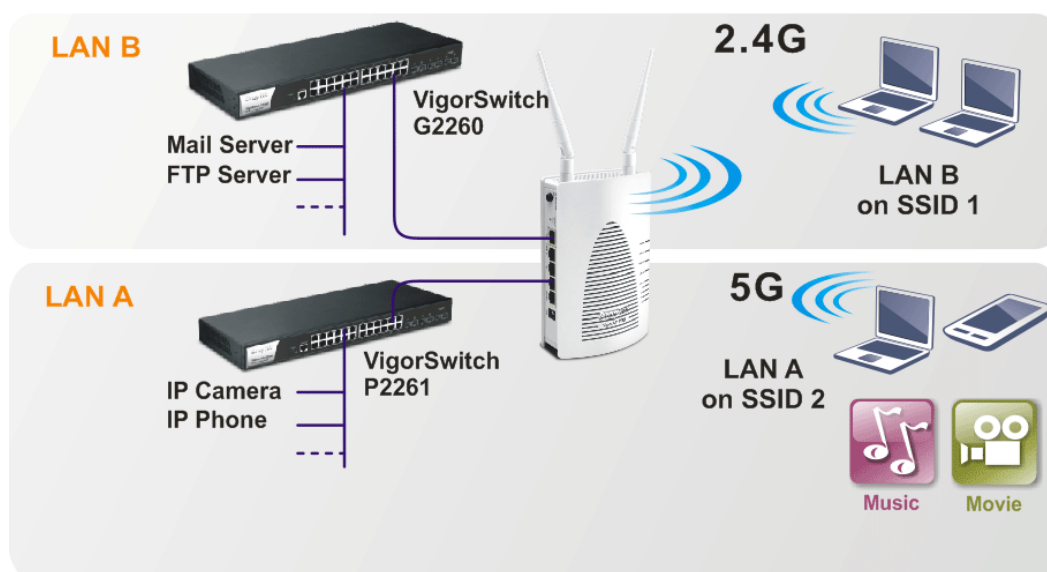 LAN B
VigorSwitch
G2260
Mail Server
FTP Server
2.4G
LAN B
on SSID 1
LAN A
VigorSwitch
P2261
IP Camera
IP Phone
5G
LAN A
on SSID 2
Music
Movie